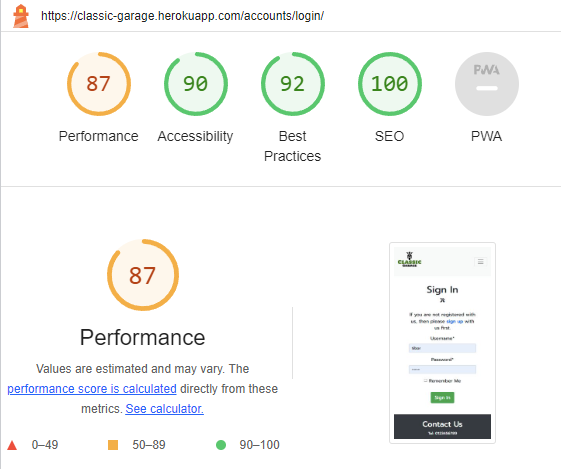 https://classic-garage.herokuapp.com/accounts/login/
87
90
92
100
PWA
Performance
Accessibility
Best
Practices
SEO
PWA
87
Performance
Values are estimated and may vary. The
performance score is calculated directly from these
metrics. See calculator.
0–49
50–89
90–100
CLASSIC
Sign In
If you are not registered with
us, then please sign up with
us first
Username*
Password*
Remember Me
Sign In
Contact Us